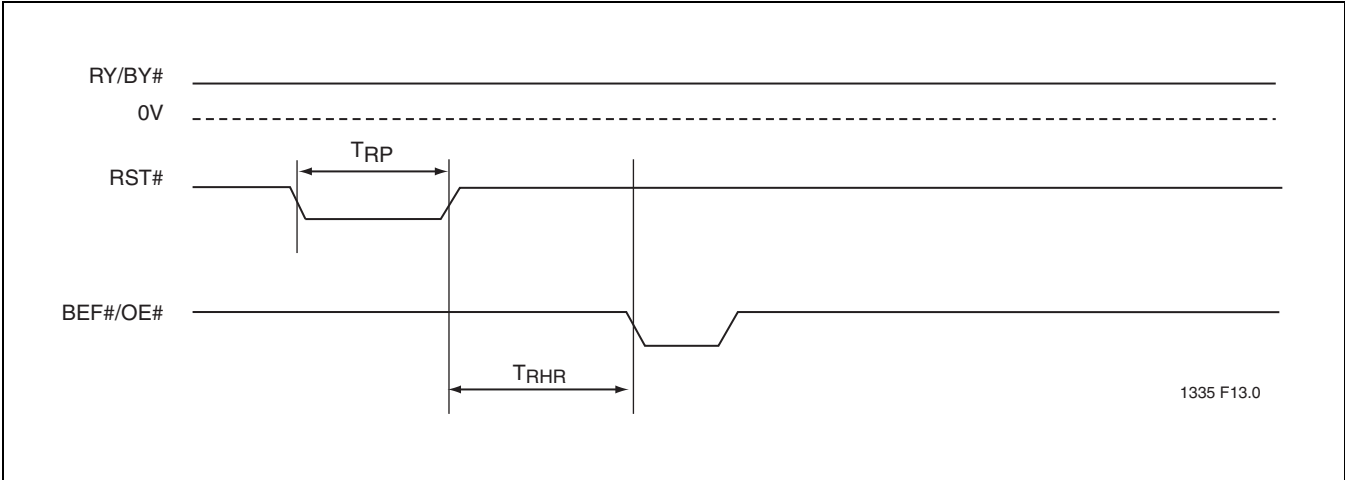 RY/BY#
0V
TRP
RST#
BEF#/OE#
TRHR
1335 F13.0